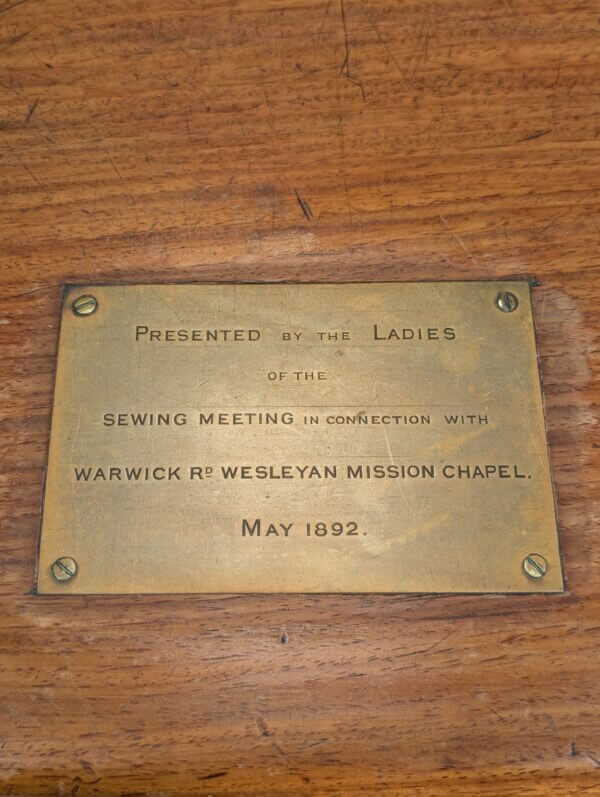 Presented by the Ladies
of the
Sewing Meeting in connection with
Warwick Rd Wesleyan Mission Chapel.
May 1892.